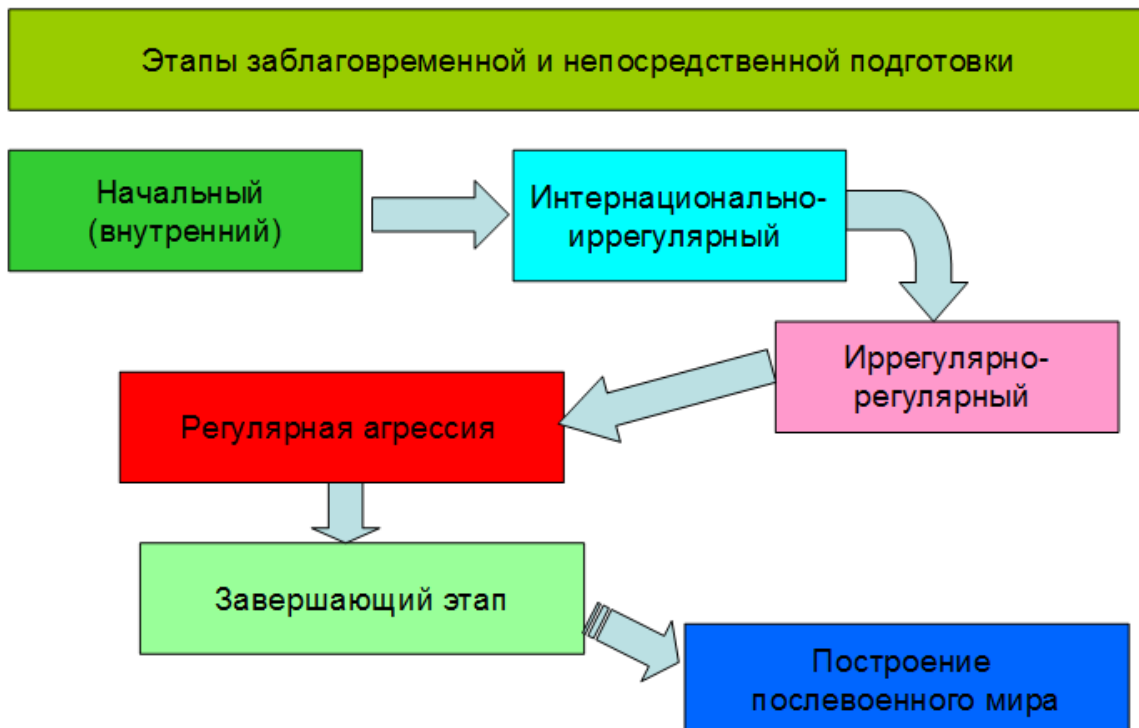 Этапы заблаговременной и непосредственной подготовки
Начальный
(внутренний)
Интернационально-
иррегулярный
Иррегулярно-
регулярный
Регулярная агрессия
Завершающий этап
Построение
послевоенного мира